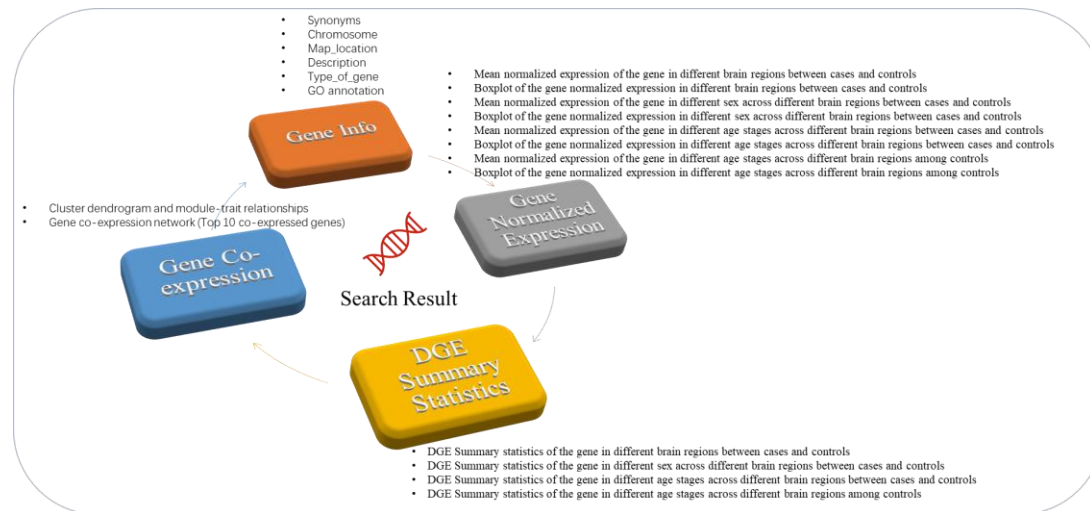 • Synonyms
• Chromosome
• Map_location
• Description
• Type_of_gene
• GO annotation
Gene Info
• Mean normalized expression of the gene in different brain regions between cases and controls
• Boxplot of the gene normalized expression in different brain regions between cases and controls
• Mean normalized expression of the gene in different sex across different brain regions between cases and controls
• Boxplot of the gene normalized expression in different sex across different brain regions between cases and controls
• Mean normalized expression of the gene in different age stages across different brain regions between cases and controls
• Boxplot of the gene normalized expression in different age stages across different brain regions between cases and controls
• Mean normalized expression of the gene in different age stages across different brain regions among controls
• Boxplot of the gene normalized expression in different age stages across different brain regions among controls
Gene
Normalized
Expression
• Cluster dendrogram and module-trait relationships
• Gene co-expression network (Top 10 co-expressed genes)
Gene Co-
expression
Search Result
DGE
Summary
Statistics
• DGE Summary statistics of the gene in different brain regions between cases and controls
• DGE Summary statistics of the gene in different sex across different brain regions between cases and controls
• DGE Summary statistics of the gene in different age stages across different brain regions between cases and controls
• DGE Summary statistics of the gene in different age stages across different brain regions among controls